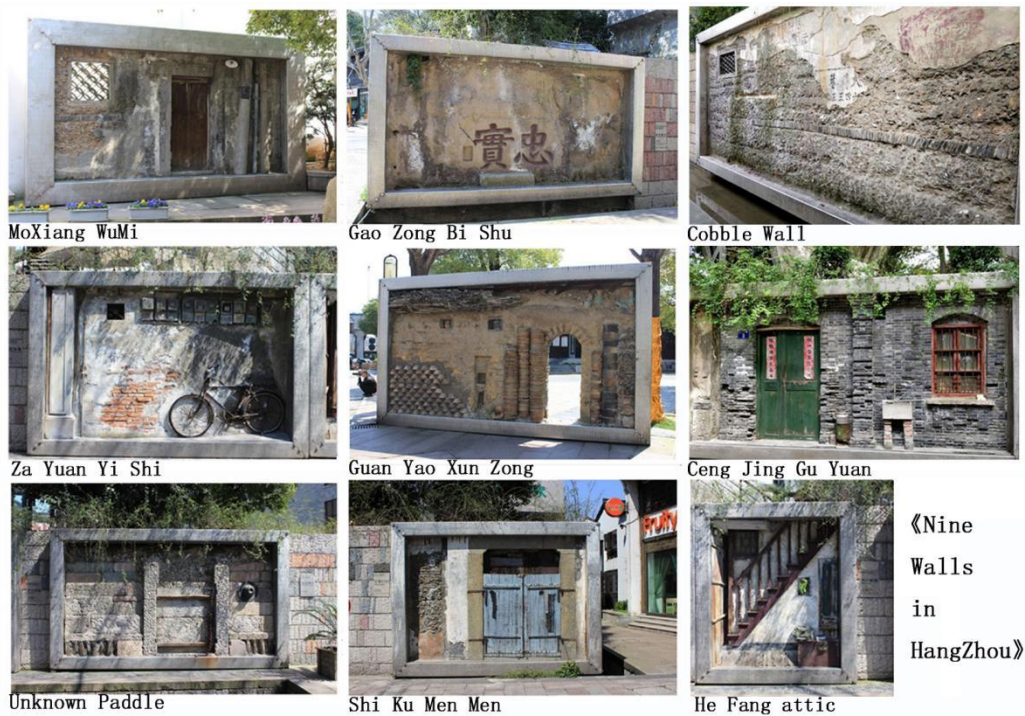 實忠
MoXiang WuMi
Gao Zong Bi Shu
Cobble Wall
Za Yuan Yi Shi
Guan Yao Xun Zong
Ceng Jing Gu Yuan
Fruity
Unknown Paddle
Shi Ku Men Men
He Fang attic
《Nine
Walls
in
HangZhou》